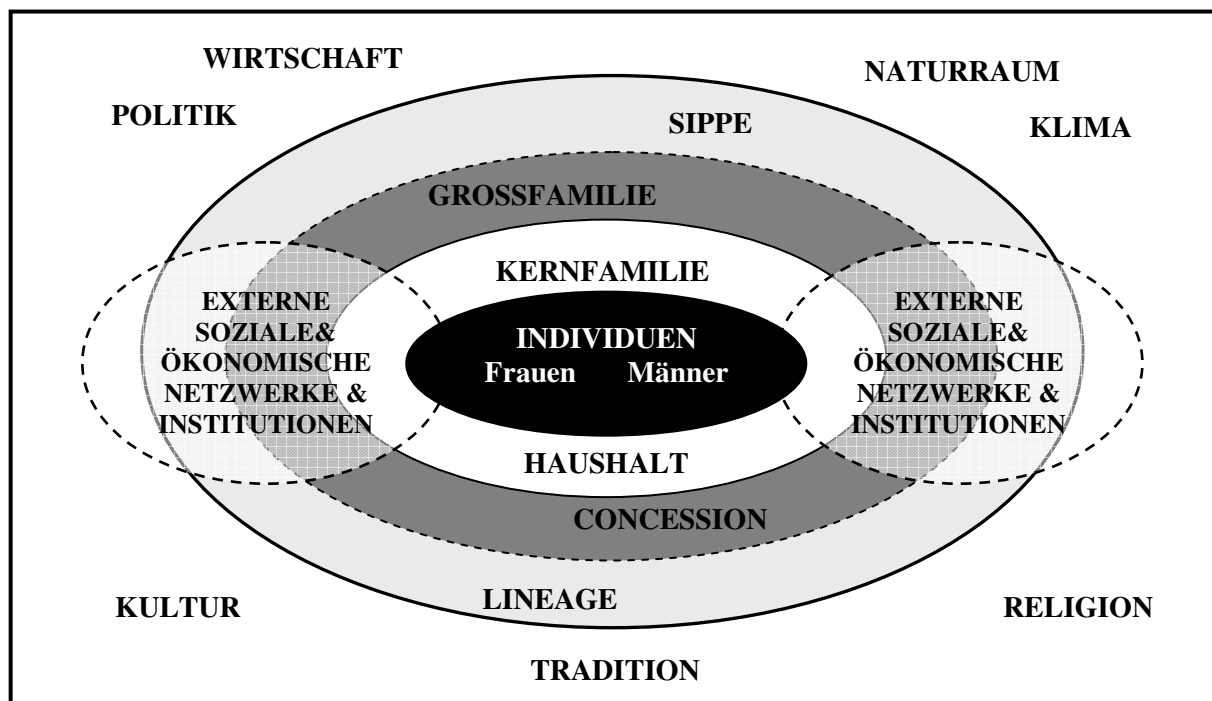 WIRTSCHAFT
NATURRAUM
POLITIK
SIPPE
KLIMA
GROSSFAMILIE
KERNFAMILIE
EXTERNE
SOZIALE&
ÖKONOMISCHE
NETZWERKE &
INSTITUTIONEN
INDIVIDUEN
Frauen Männer
EXTERNE
SOZIALE&
ÖKONOMISCHE
NETZWERKE &
INSTITUTIONEN
HAUSHALT
CONCESSION
LINEAGE
KULTUR
RELIGION
TRADITION